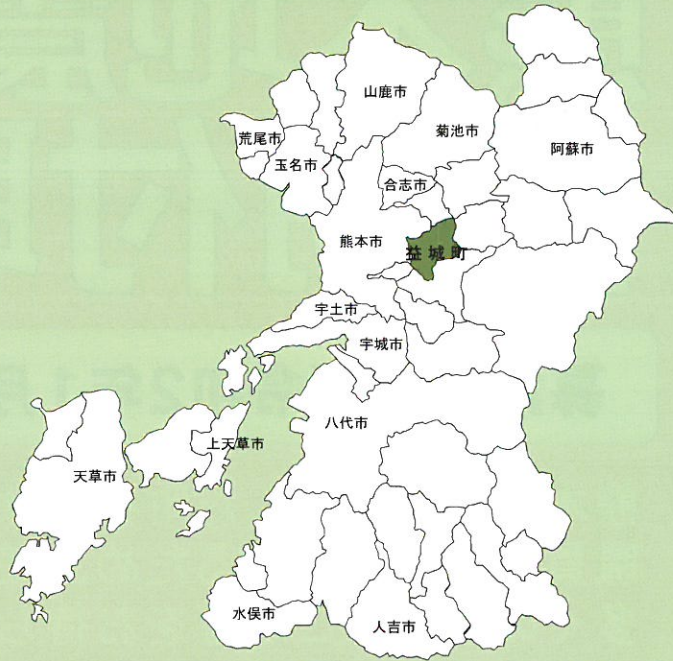 山鹿市
荒尾市
菊池市
阿蘇市
玉名市
合志市
熊本市
益城町
宇土市
宇城市
八代市
上天草市
天草市
水俣市
人吉市